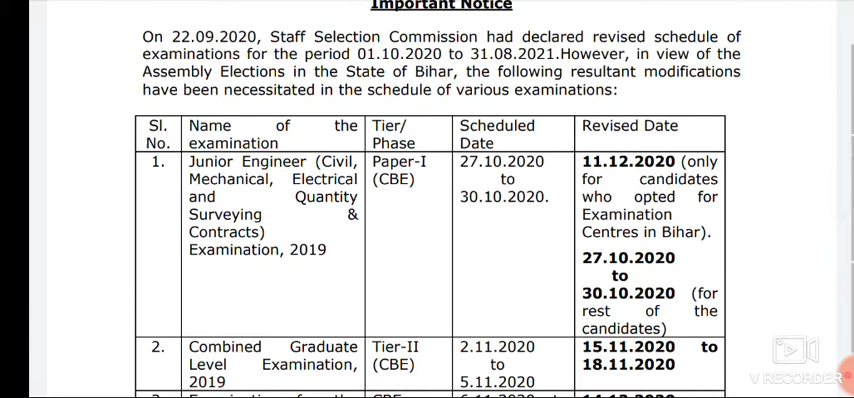 Important Notice
On 22.09.2020, Staff Selection Commission had declared revised schedule of
examinations for the period 01.10.2020 to 31.08.2021.However, in view of the
Assembly Elections in the State of Bihar, the following resultant modifications
have been necessitated in the schedule of various examinations:
Sl. No. Name of the examination Tier/ Phase Scheduled Date Revised Date
1. Junior Engineer (Civil, Paper-I 27.10.2020 11.12.2020 (only
Mechanical, Electrical (CBE) to for candidates
and Quantity 30.10.2020. who opted for
Surveying & Examination
Contracts) Centres in Bihar).
Examination, 2019
27.10.2020
to
30.10.2020 (for
rest of the
candidates)
2. Combined Graduate Tier-II 2.11.2020 15.11.2020 to
Level Examination, (CBE) to 18.11.2020
2019 5.11.2020
V RECORDER